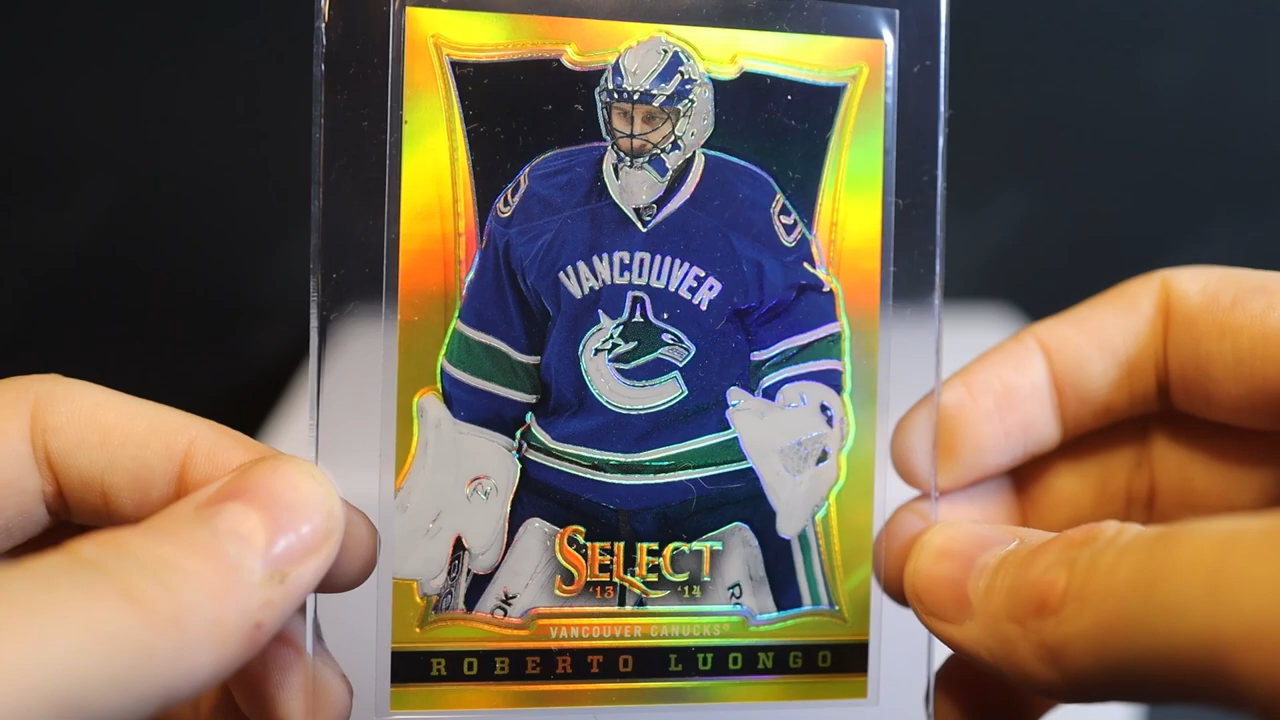 VANCOUVER
SELECT
'13 '14
VANCOUVER CANUCKS®
ROBERTO LUONGO